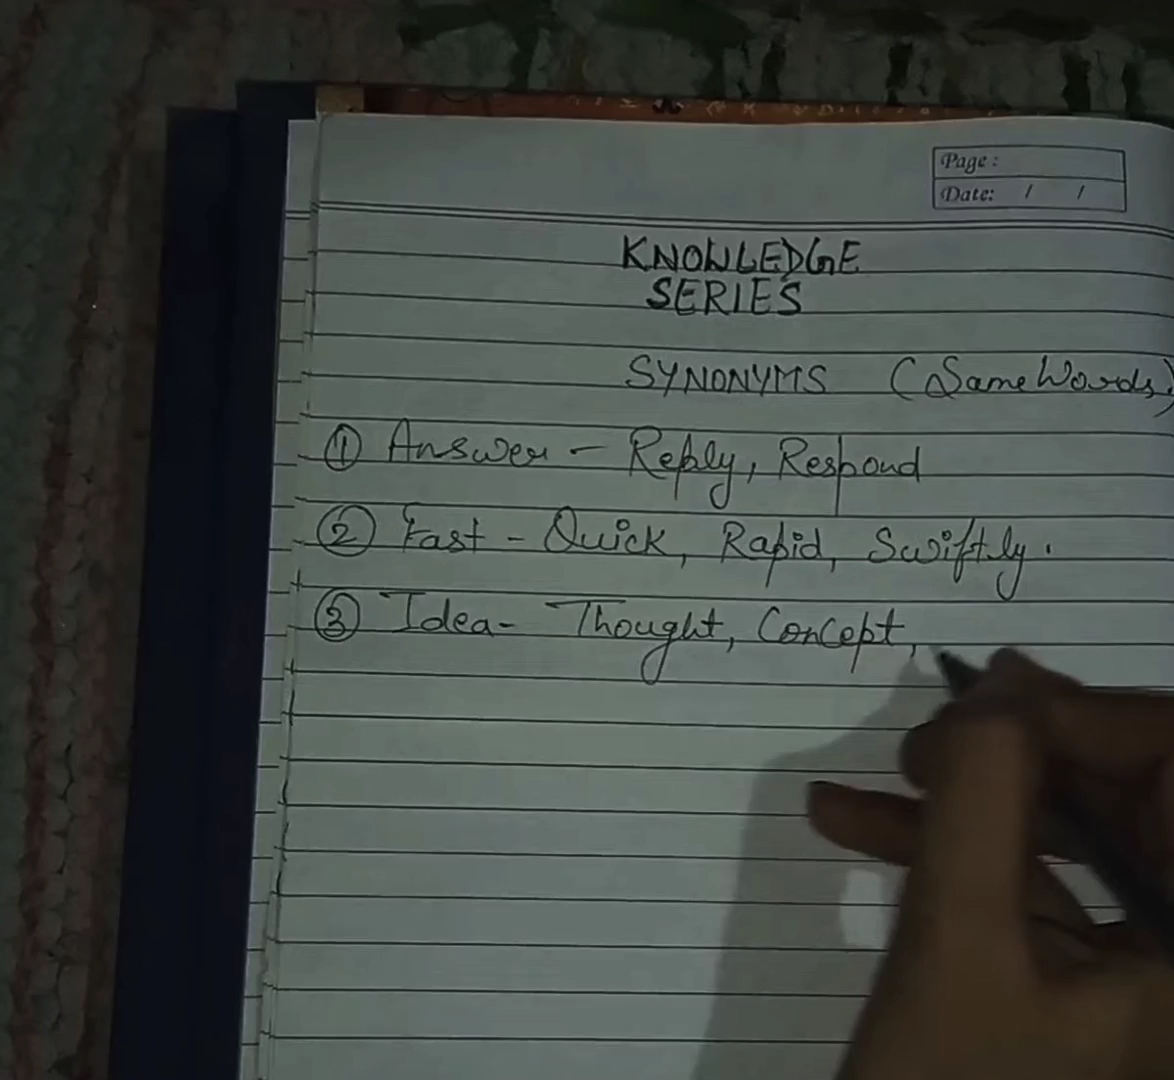 Page :
Date: / /
KNOWLEDGE
SERIES
SYNONYMS (Same Words)
① Answer - Reply, Respond
② Fast - Quick, Rapid, Swiftly.
③ Idea- Thought, Concept,